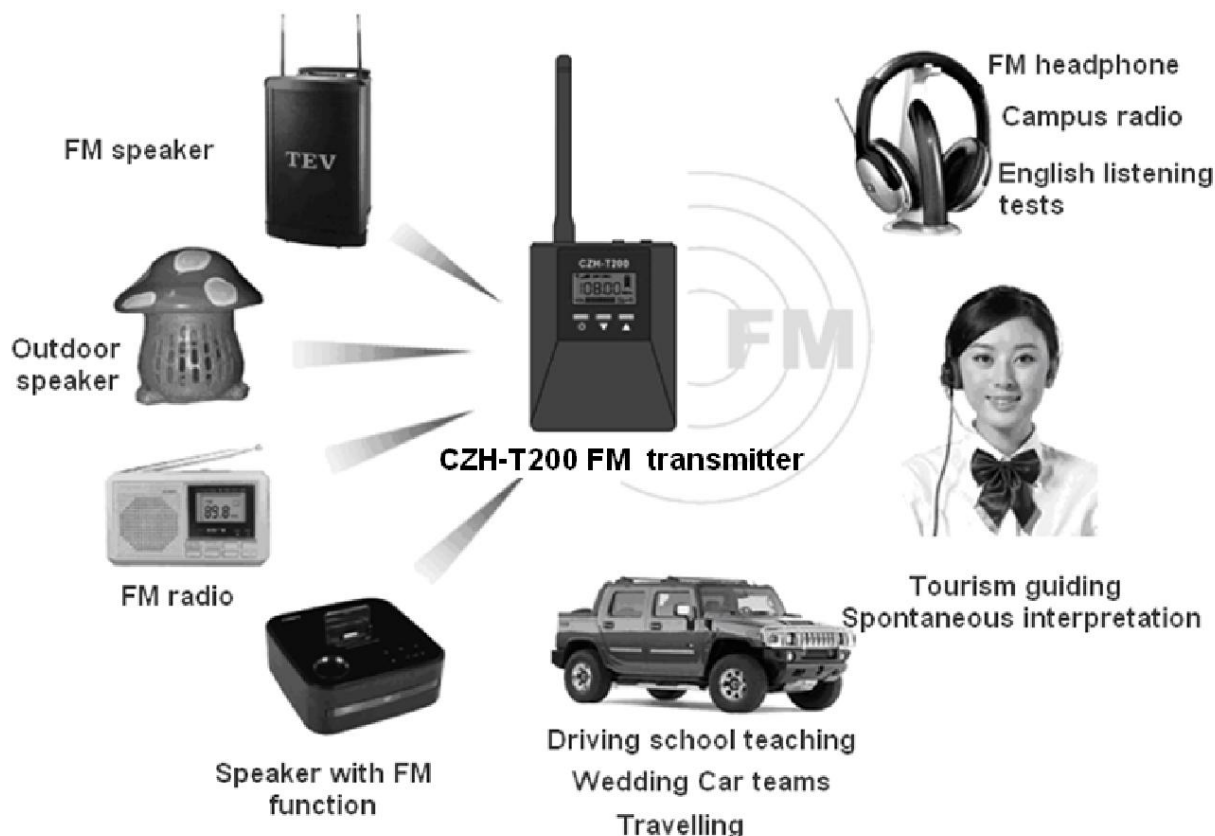 FM speaker
TEV
Outdoor
speaker
FM radio
89.8
Speaker with FM
function
CZH-T200
108.00
FM
CZH-T200 FM transmitter
FM headphone
Campus radio
English listening
tests
Tourism guiding
Spontaneous interpretation
Driving school teaching
Wedding Car teams
Travelling